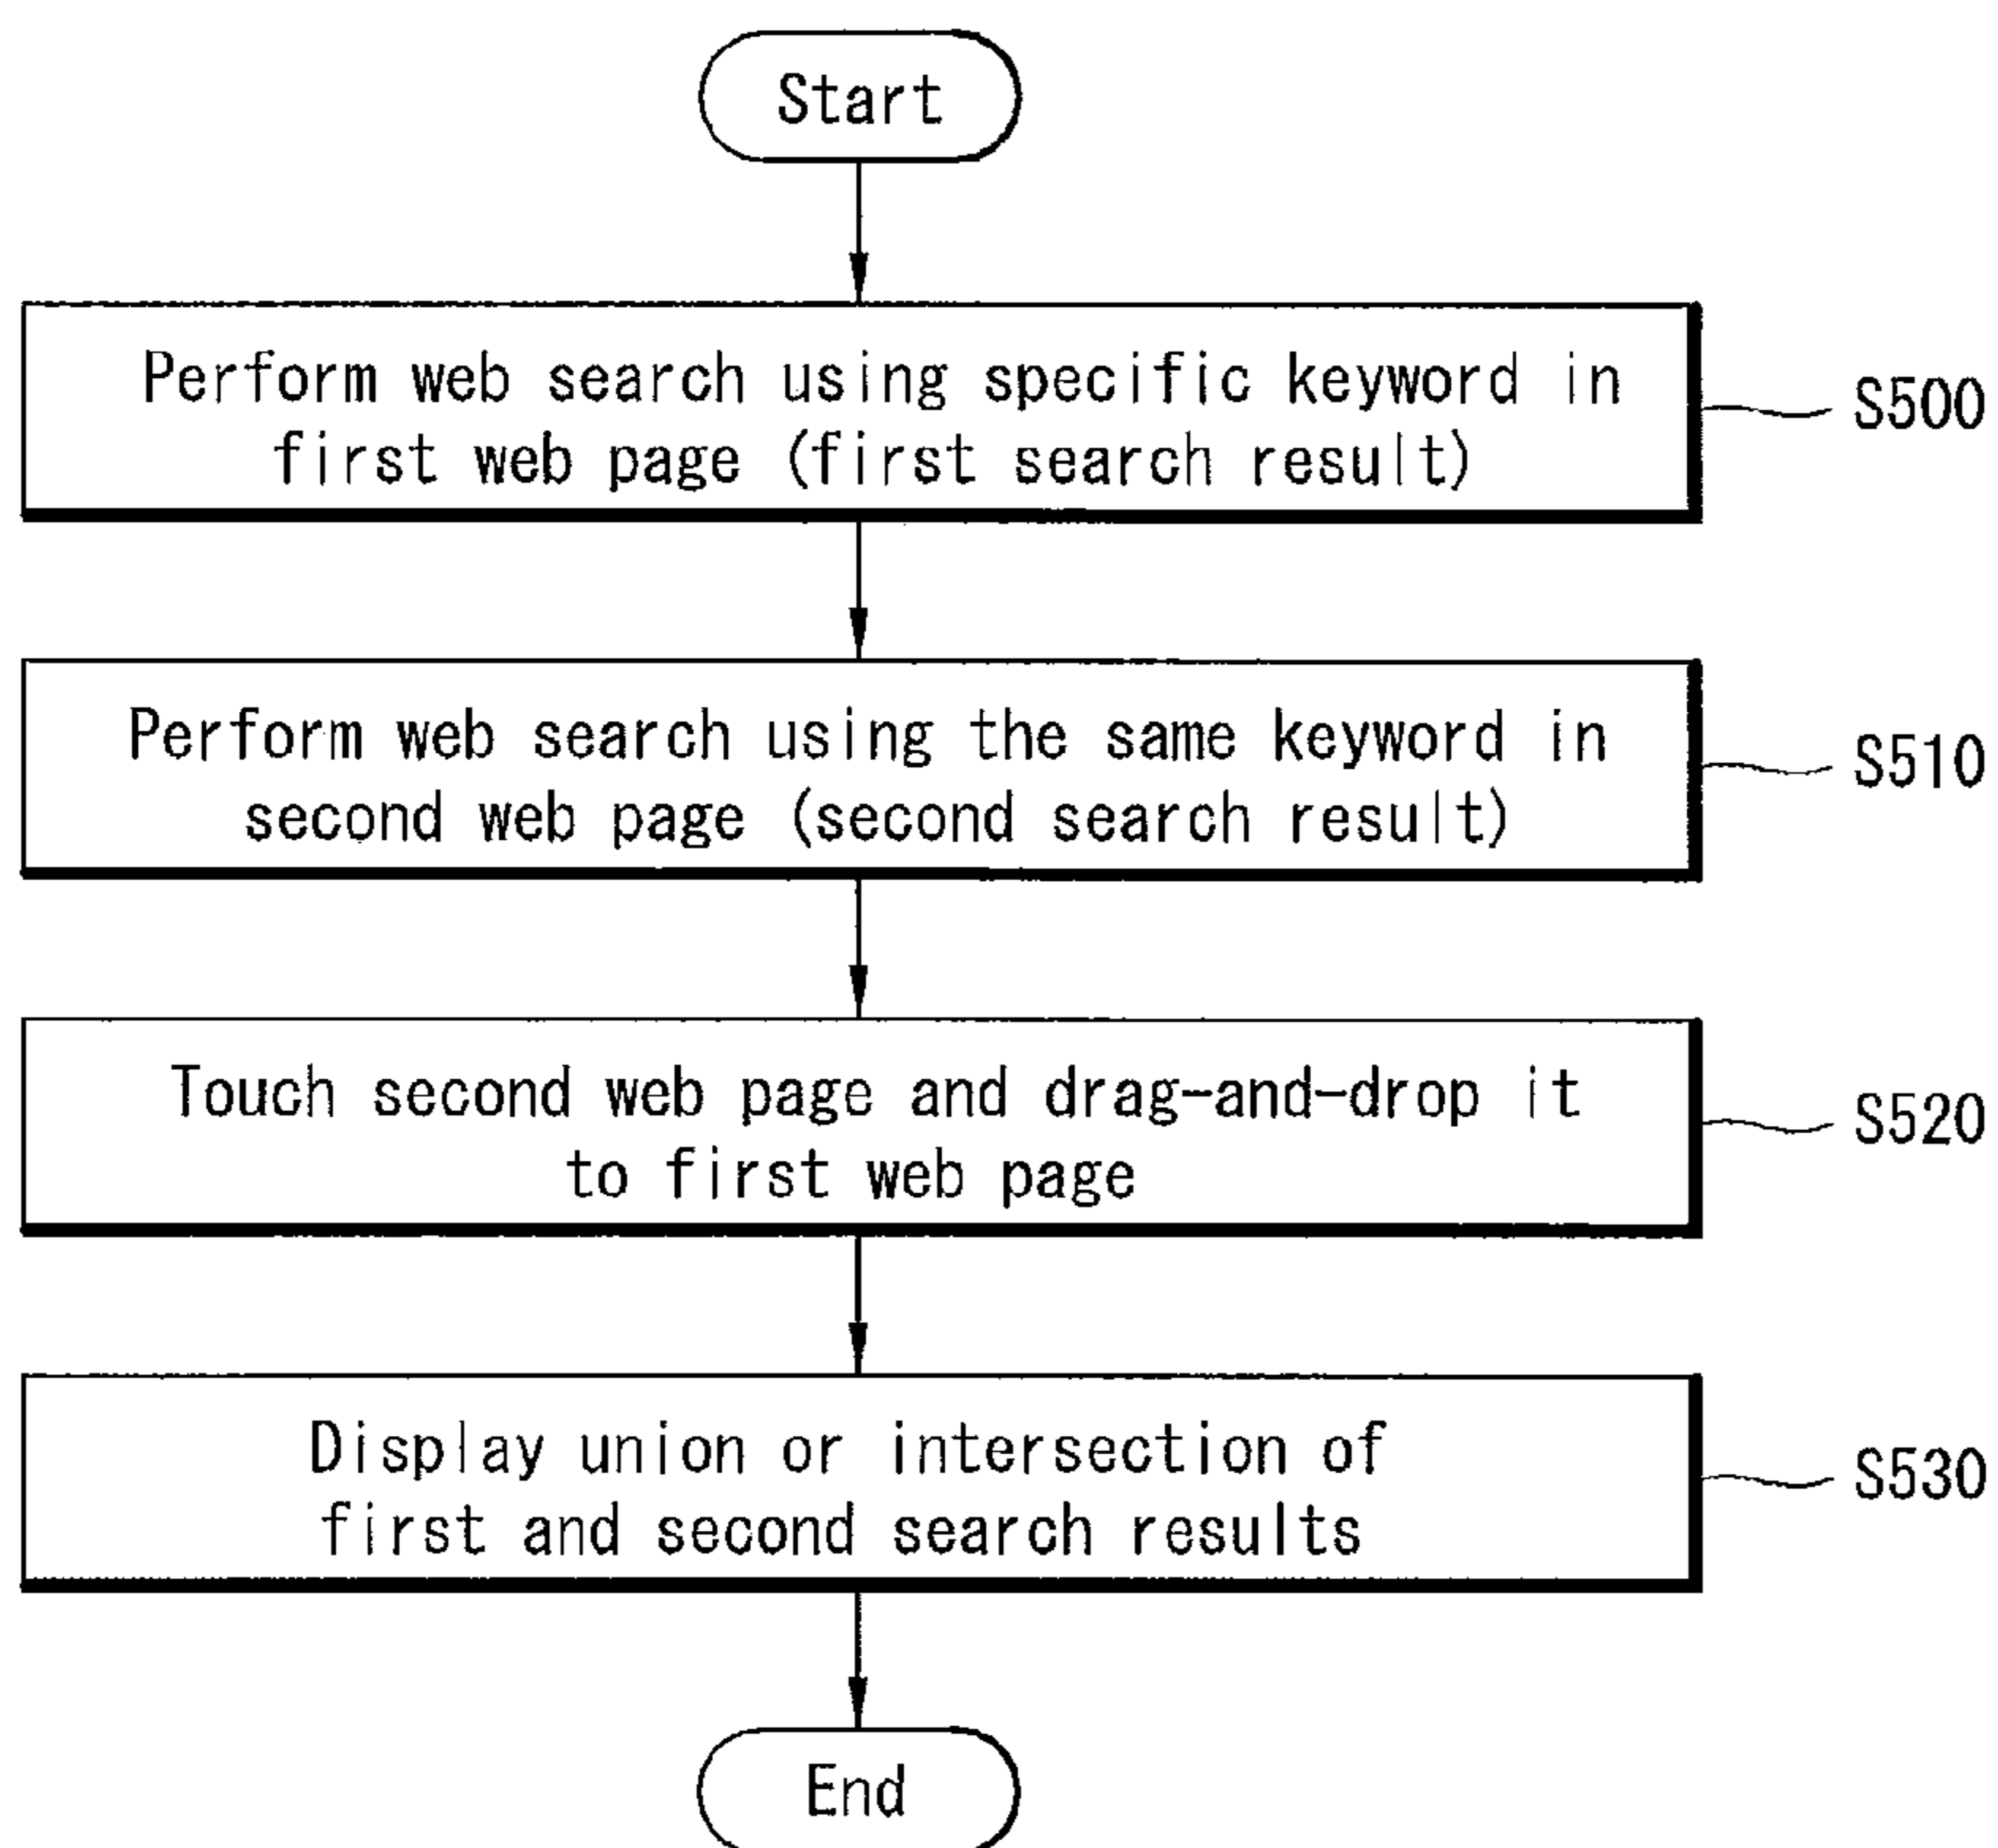 Start
Perform web search using specific keyword in
first web page (first search result)
S500
Perform web search using the same keyword in
second web page (second search result)
S510
Touch second web page and drag-and-drop it
to first web page
S520
Display union or intersection of
first and second search results
S530
End